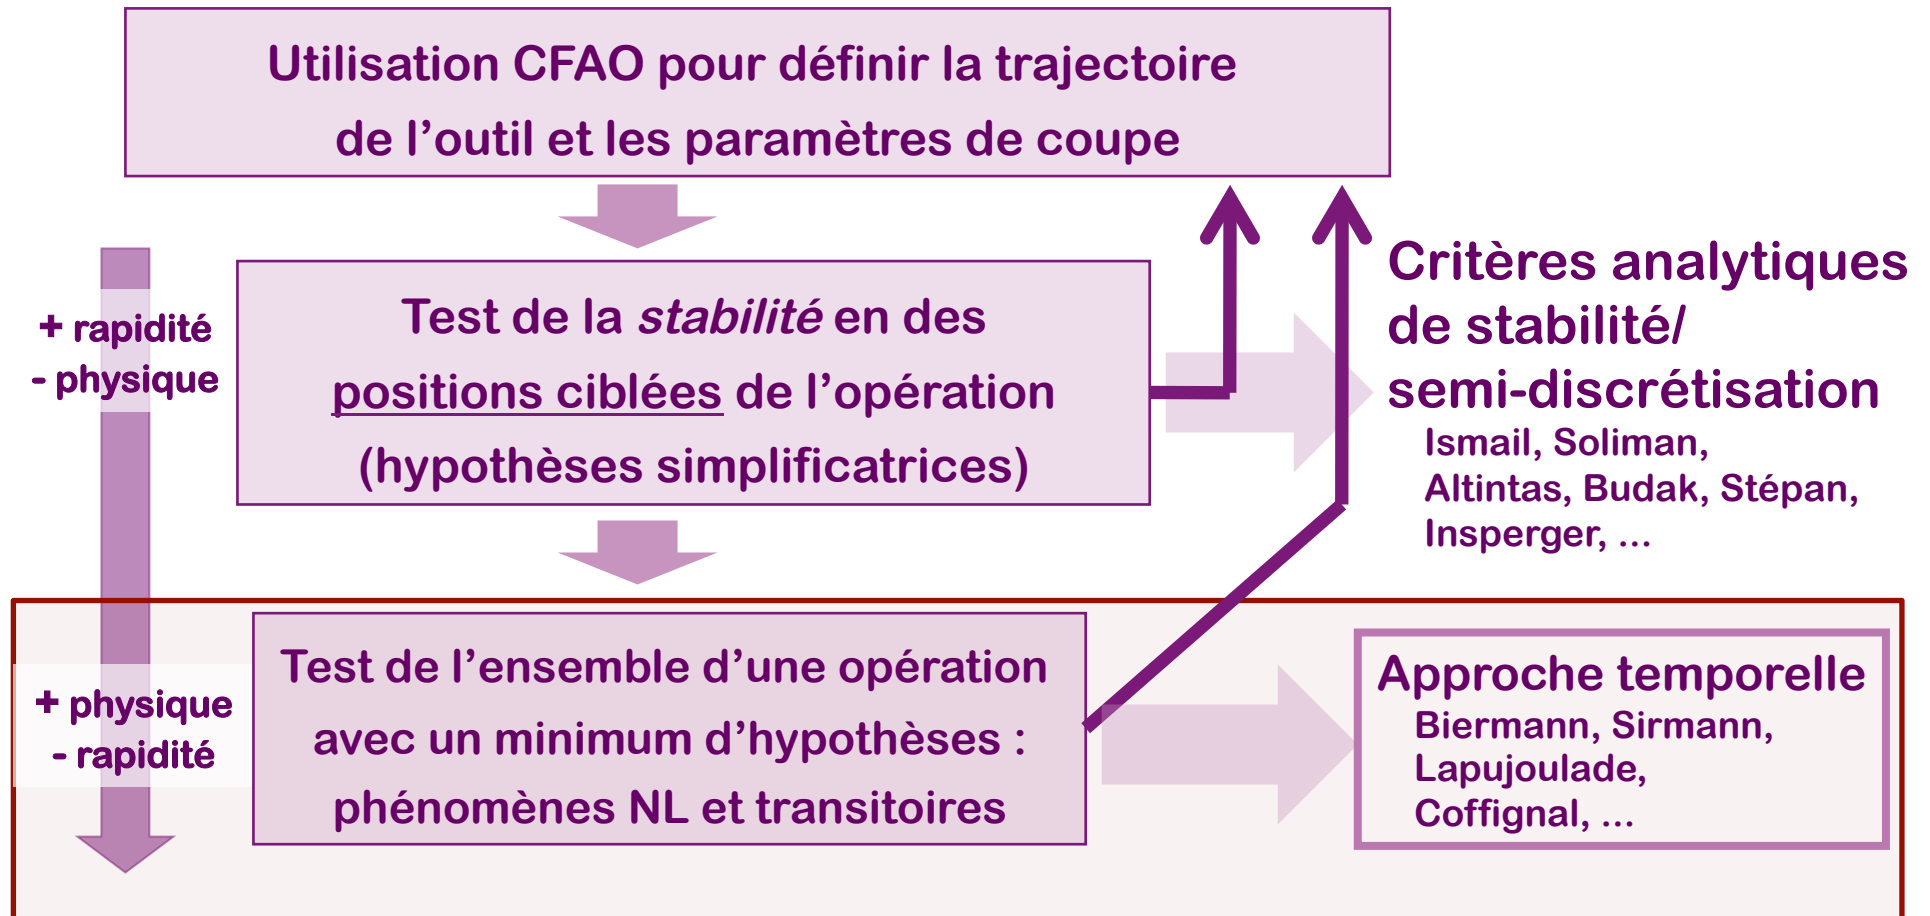 Utilisation CFAO pour définir la trajectoire
de l’outil et les paramètres de coupe
+ rapidité
- physique
Test de la stabilité en des
positions ciblées de l’opération
(hypothèses simplificatrices)
Critères analytiques
de stabilité/
semi-discrétisation
Ismail, Soliman,
Altintas, Budak, Stépan,
Insperger, ...
+ physique
- rapidité
Test de l’ensemble d’une opération
avec un minimum d’hypothèses :
phénomènes NL et transitoires
Approche temporelle
Biermann, Sirmann,
Lapujoulade,
Coffignal, ...